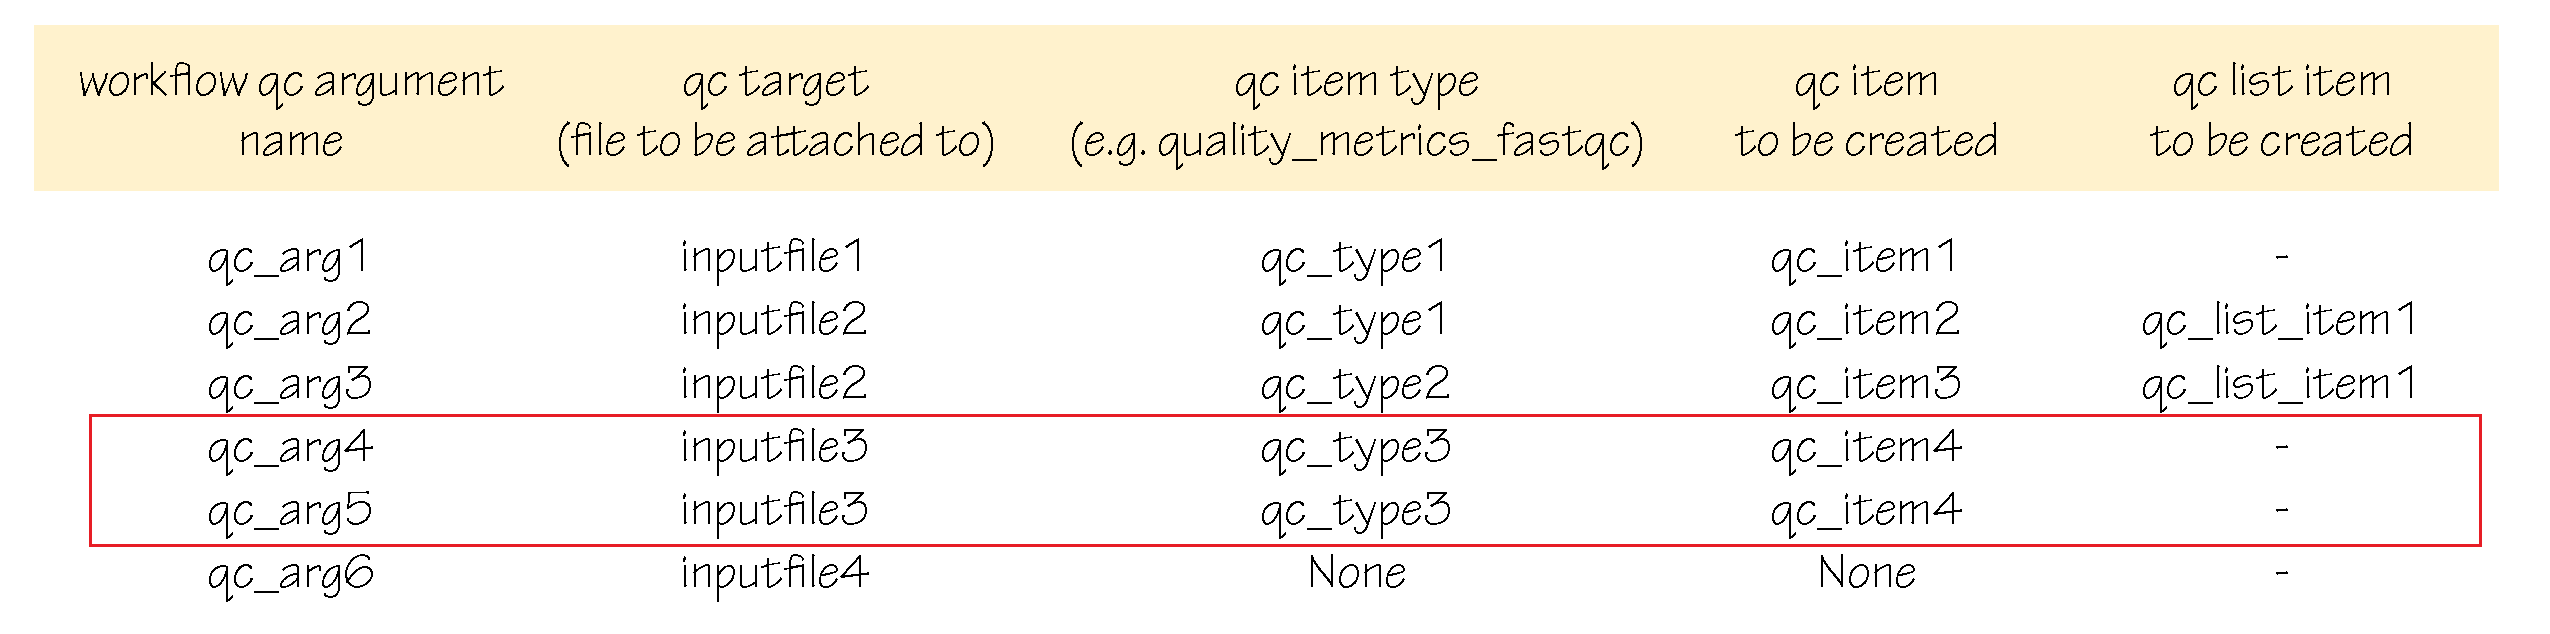 workflow qc argument name qc target (file to be attached to) qc item type (e.g. quality_metrics_fastqc) qc item to be created qc list item to be created
qc_arg1 inputfile1 qc_type1 qc_item1 -
qc_arg2 inputfile2 qc_type1 qc_item2 qc_list_item1
qc_arg3 inputfile2 qc_type2 qc_item3 qc_list_item1
qc_arg4 inputfile3 qc_type3 qc_item4 -
qc_arg5 inputfile3 qc_type3 qc_item4 -
qc_arg6 inputfile4 None None -